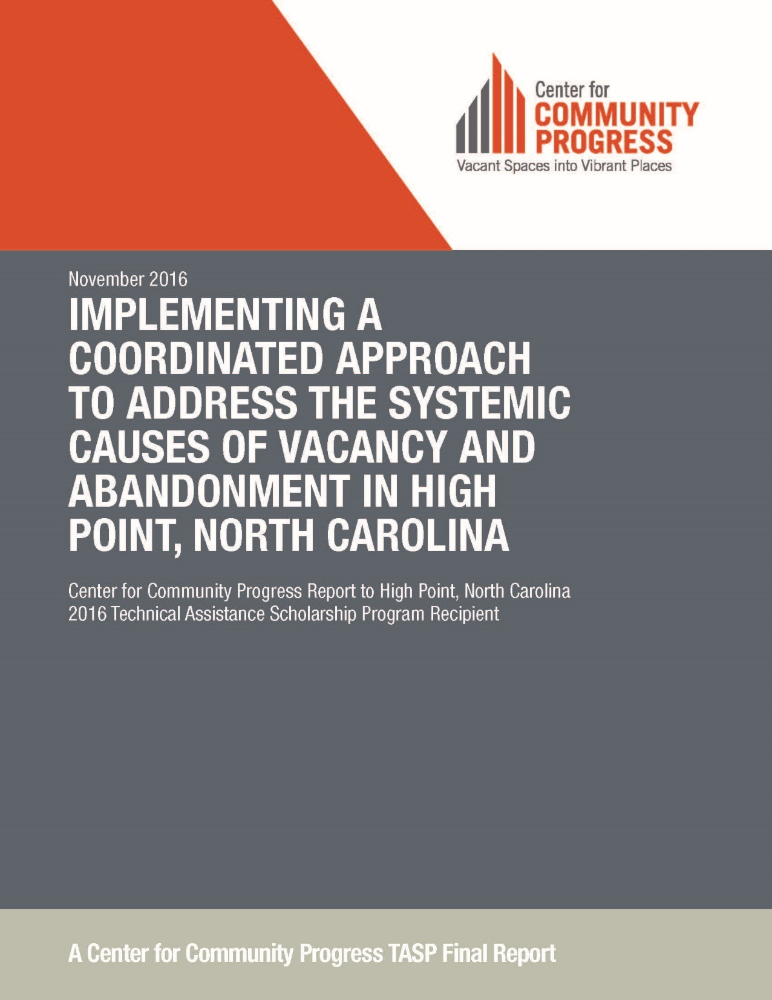 Center for
COMMUNITY
PROGRESS
Vacant Spaces into Vibrant Places
November 2016
IMPLEMENTING A
COORDINATED APPROACH
TO ADDRESS THE SYSTEMIC
CAUSES OF VACANCY AND
ABANDONMENT IN HIGH
POINT, NORTH CAROLINA
Center for Community Progress Report to High Point, North Carolina
2016 Technical Assistance Scholarship Program Recipient
A Center for Community Progress TASP Final Report